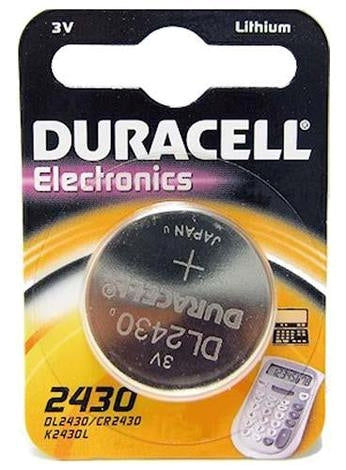 3V
Lithium
DURACELL®
Electronics
JAPAN U
+
DURACELL
DL2430
3V
2430
DL2430/CR2430
K2430L